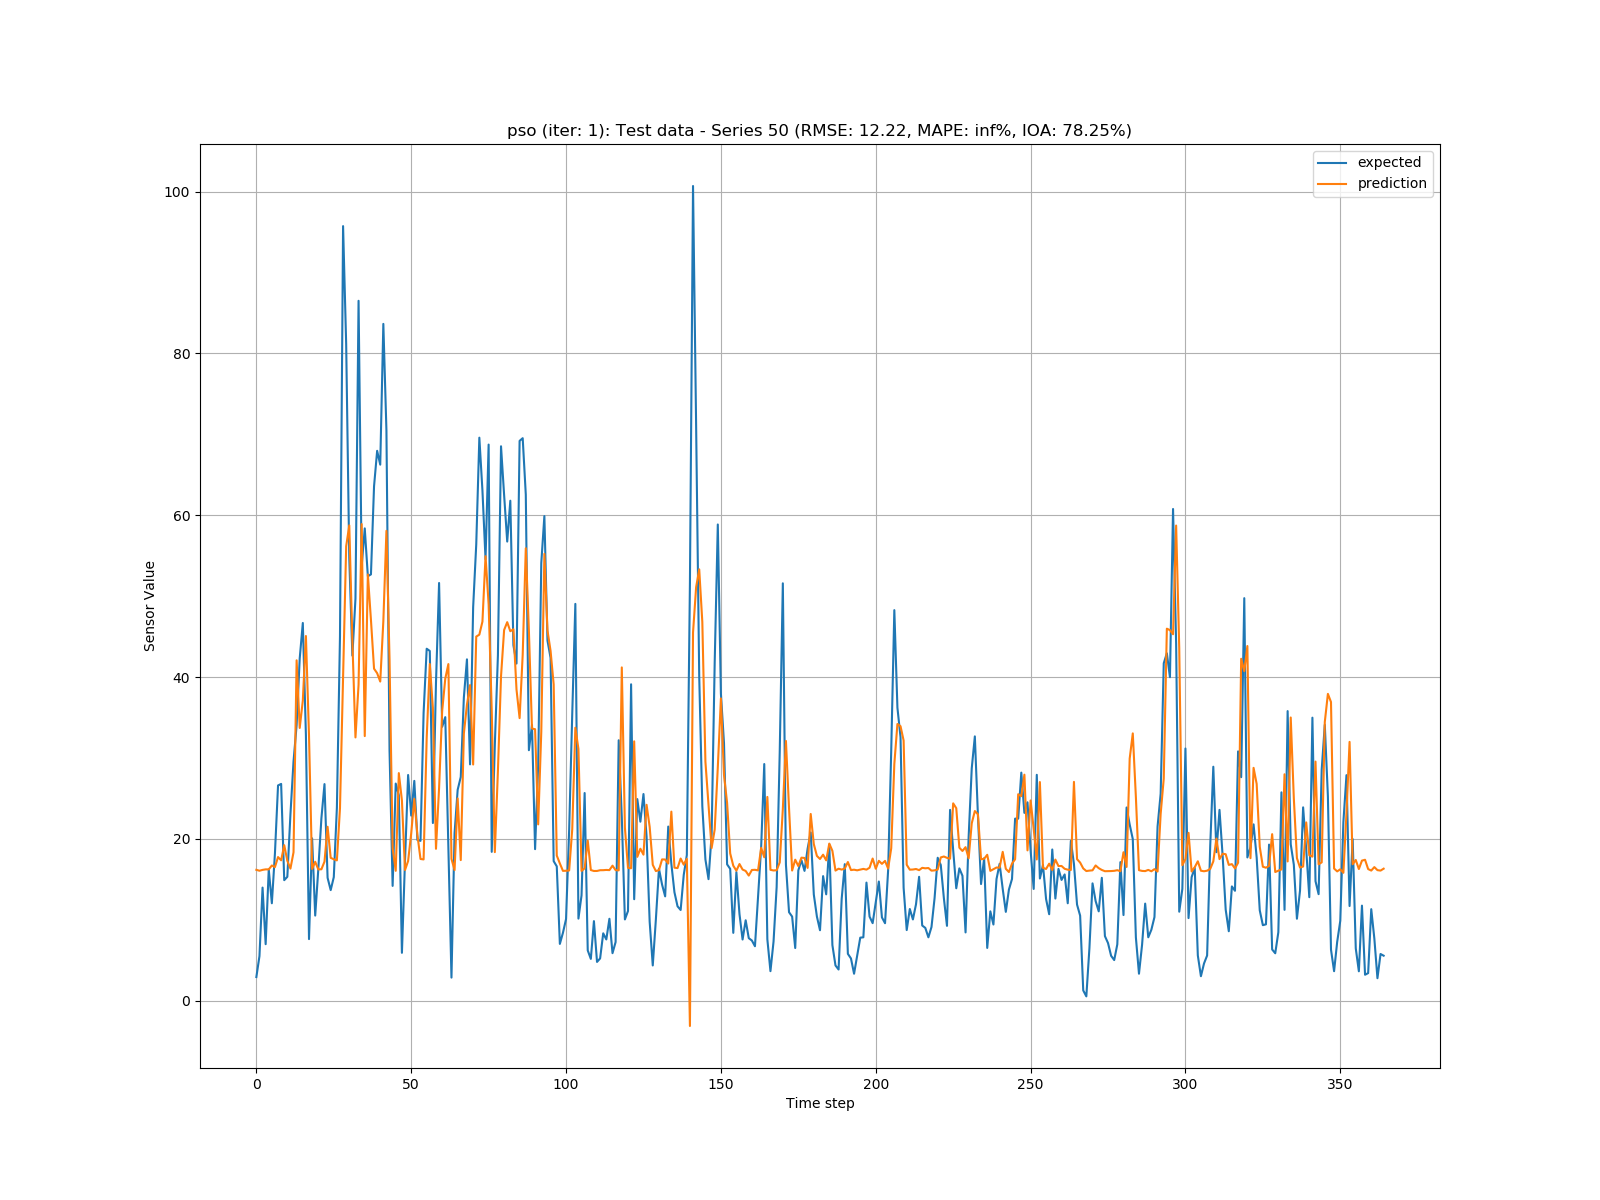 pso (iter: 1): Test data - Series 50 (RMSE: 12.22, MAPE: inf%, IOA: 78.25%)
expected
prediction
100
80
60
40
20
0
Sensor Value
0 50 100 150 200 250 300 350
Time step